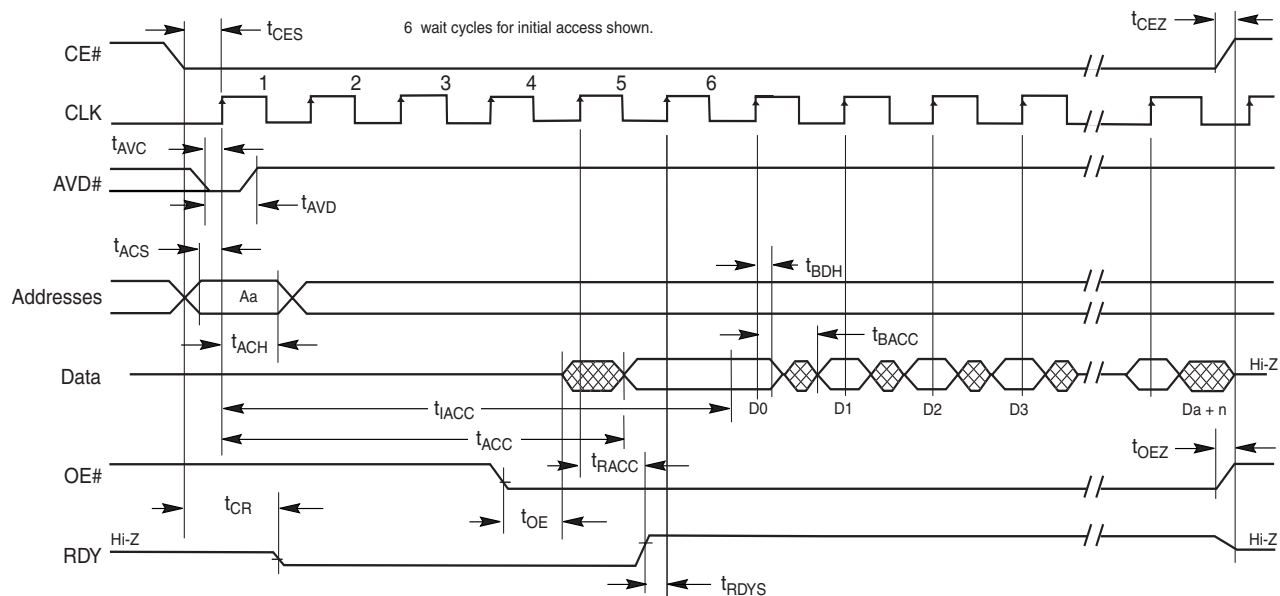 tCES
6 wait cycles for initial access shown.
tCEZ
CE#
1 2 3 4 5 6
CLK
tAVC
AVD#
tAVD
tACS
tBDH
Addresses
Aa
tACH
tBACC
Data
Hi-Z
D0 D1 D2 D3 Da + n
tIACC
tACC
tOEZ
OE#
tRACC
tCR
tOE
Hi-Z
Hi-Z
RDY
tRDYS